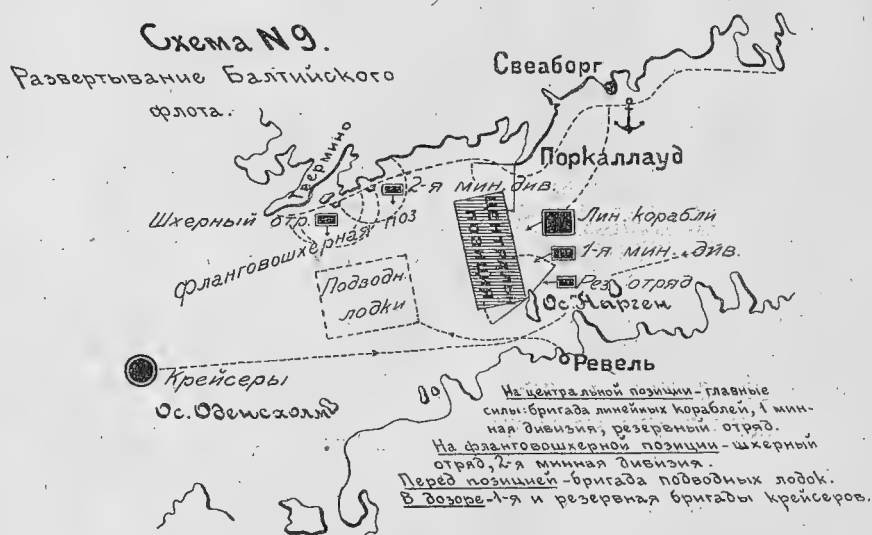 Схема N 9.
Развертывание Балтийского
флота.
Свеаборг
Твермино
Поркаллауд
2-я мин. див.
Шхерный отр.
фланговошхерная поз
ЦЕНТРАЛЬН
ПОЗИЦИЯ
Лин. корабли
1-я мин. див.
Рез. отряд
Ос. Нарген
Подводн.
лодки
Ревель
Крейсеры
Ос. Оденсхолм
На центральной позиции-главные
силы: бригада линейных кораблей, 1 мин-
ная дивизия, резервный отряд.
На фланговошхерной позиции-шхерный
отряд, 2-я минная дивизия.
Перед позицией-бригада подводных лодок.
В дозоре-1-я и резервная бригады крейсеров.